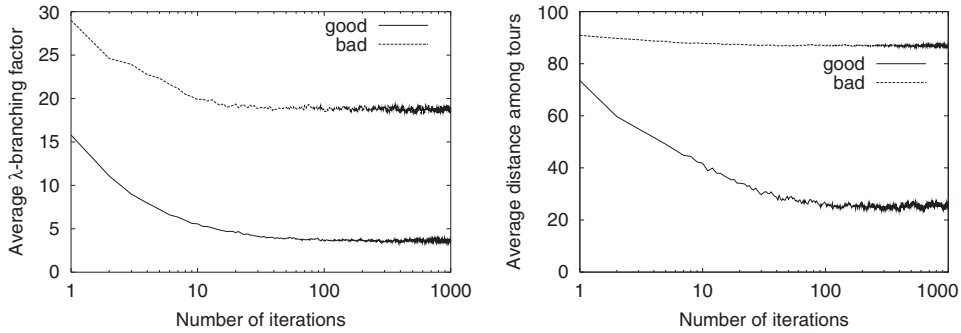 Average λ-branching factor
30
25
20
15
10
5
0
1
10
100
1000
Number of iterations
good
bad
Average distance among tours
100
80
60
40
20
0
1
10
100
1000
Number of iterations
good
bad